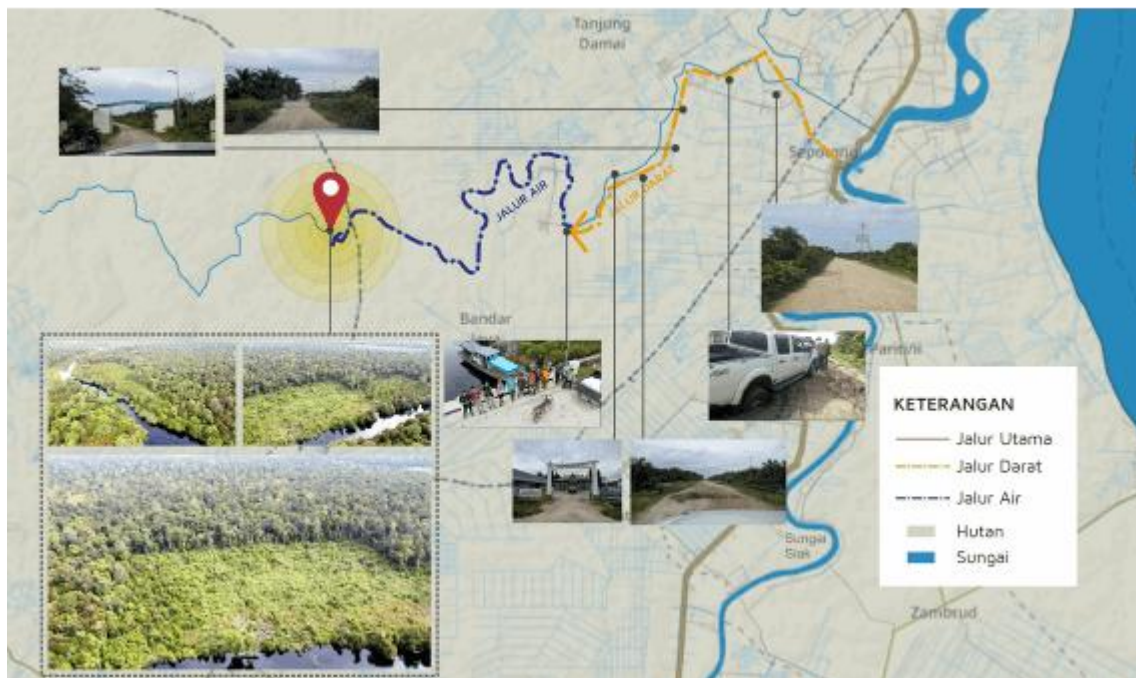 Tanjung
Damai
JALUR AIR
JALUR DARAT
Bandar
KETERANGAN
Jalur Utama
Jalur Darat
Jalur Air
Hutan
Sungai
Sungai
Siak
Zambrud